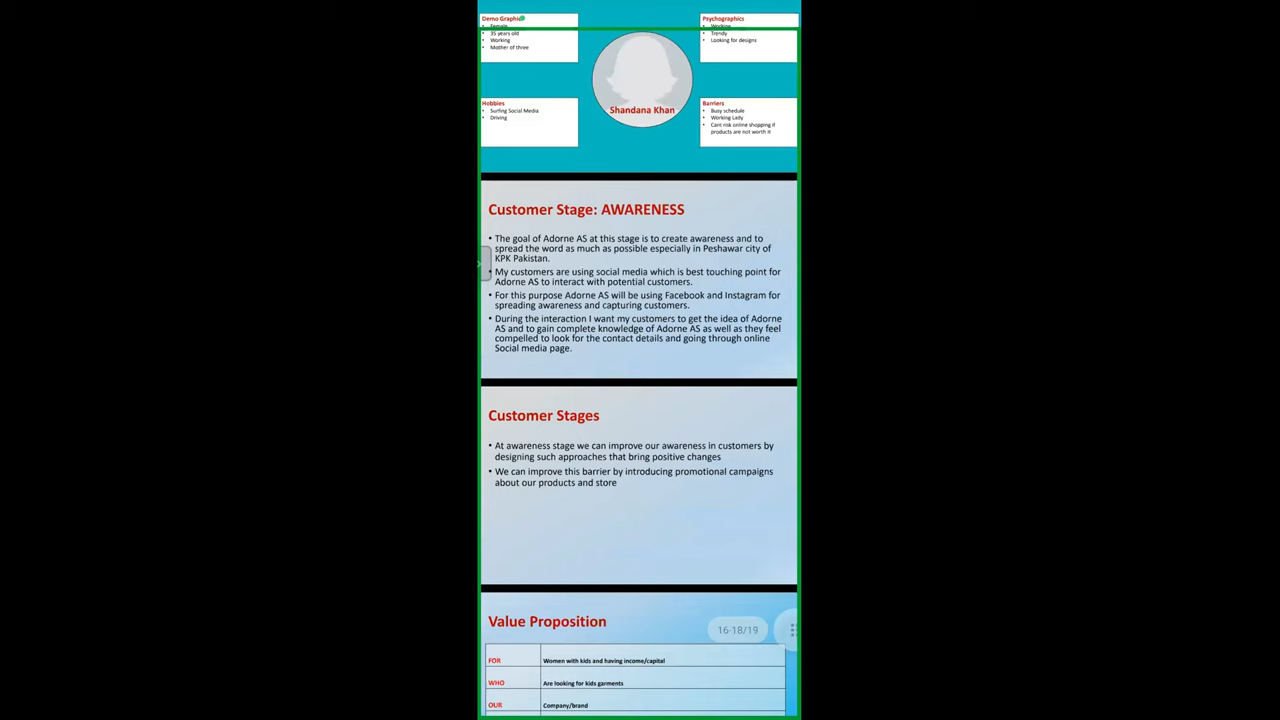 Demo Graphic
Female
35 years old
Working
Mother of three
Psychographics
Working
Trendy
Looking for designs
Shandana Khan
Hobbies
Surfing Social Media
Driving
Barriers
Busy schedule
Working Lady
Cant risk online shopping if
products are not worth it
Customer Stage: AWARENESS
• The goal of Adorne AS at this stage is to create awareness and to
spread the word as much as possible especially in Peshawar city of
KPK Pakistan.
• My customers are using social media which is best touching point for
Adorne AS to interact with potential customers.
• For this purpose Adorne AS will be using Facebook and Instagram for
spreading awareness and capturing customers.
• During the interaction I want my customers to get the idea of Adorne
AS and to gain complete knowledge of Adorne AS as well as they feel
compelled to look for the contact details and going through online
Social media page.
Customer Stages
• At awareness stage we can improve our awareness in customers by
designing such approaches that bring positive changes
• We can improve this barrier by introducing promotional campaigns
about our products and store
Value Proposition
16-18/19
FOR Women with kids and having income/capital
WHO Are looking for kids garments
OUR Company/brand